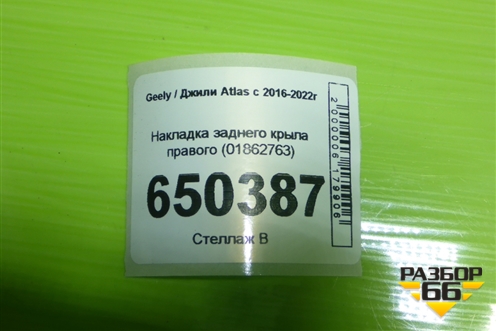 Geely / Джили Atlas с 2016-2022г
Накладка заднего крыла
правого (01862763)
650387
Стеллаж В
2000006179906
РАЗБОР
66